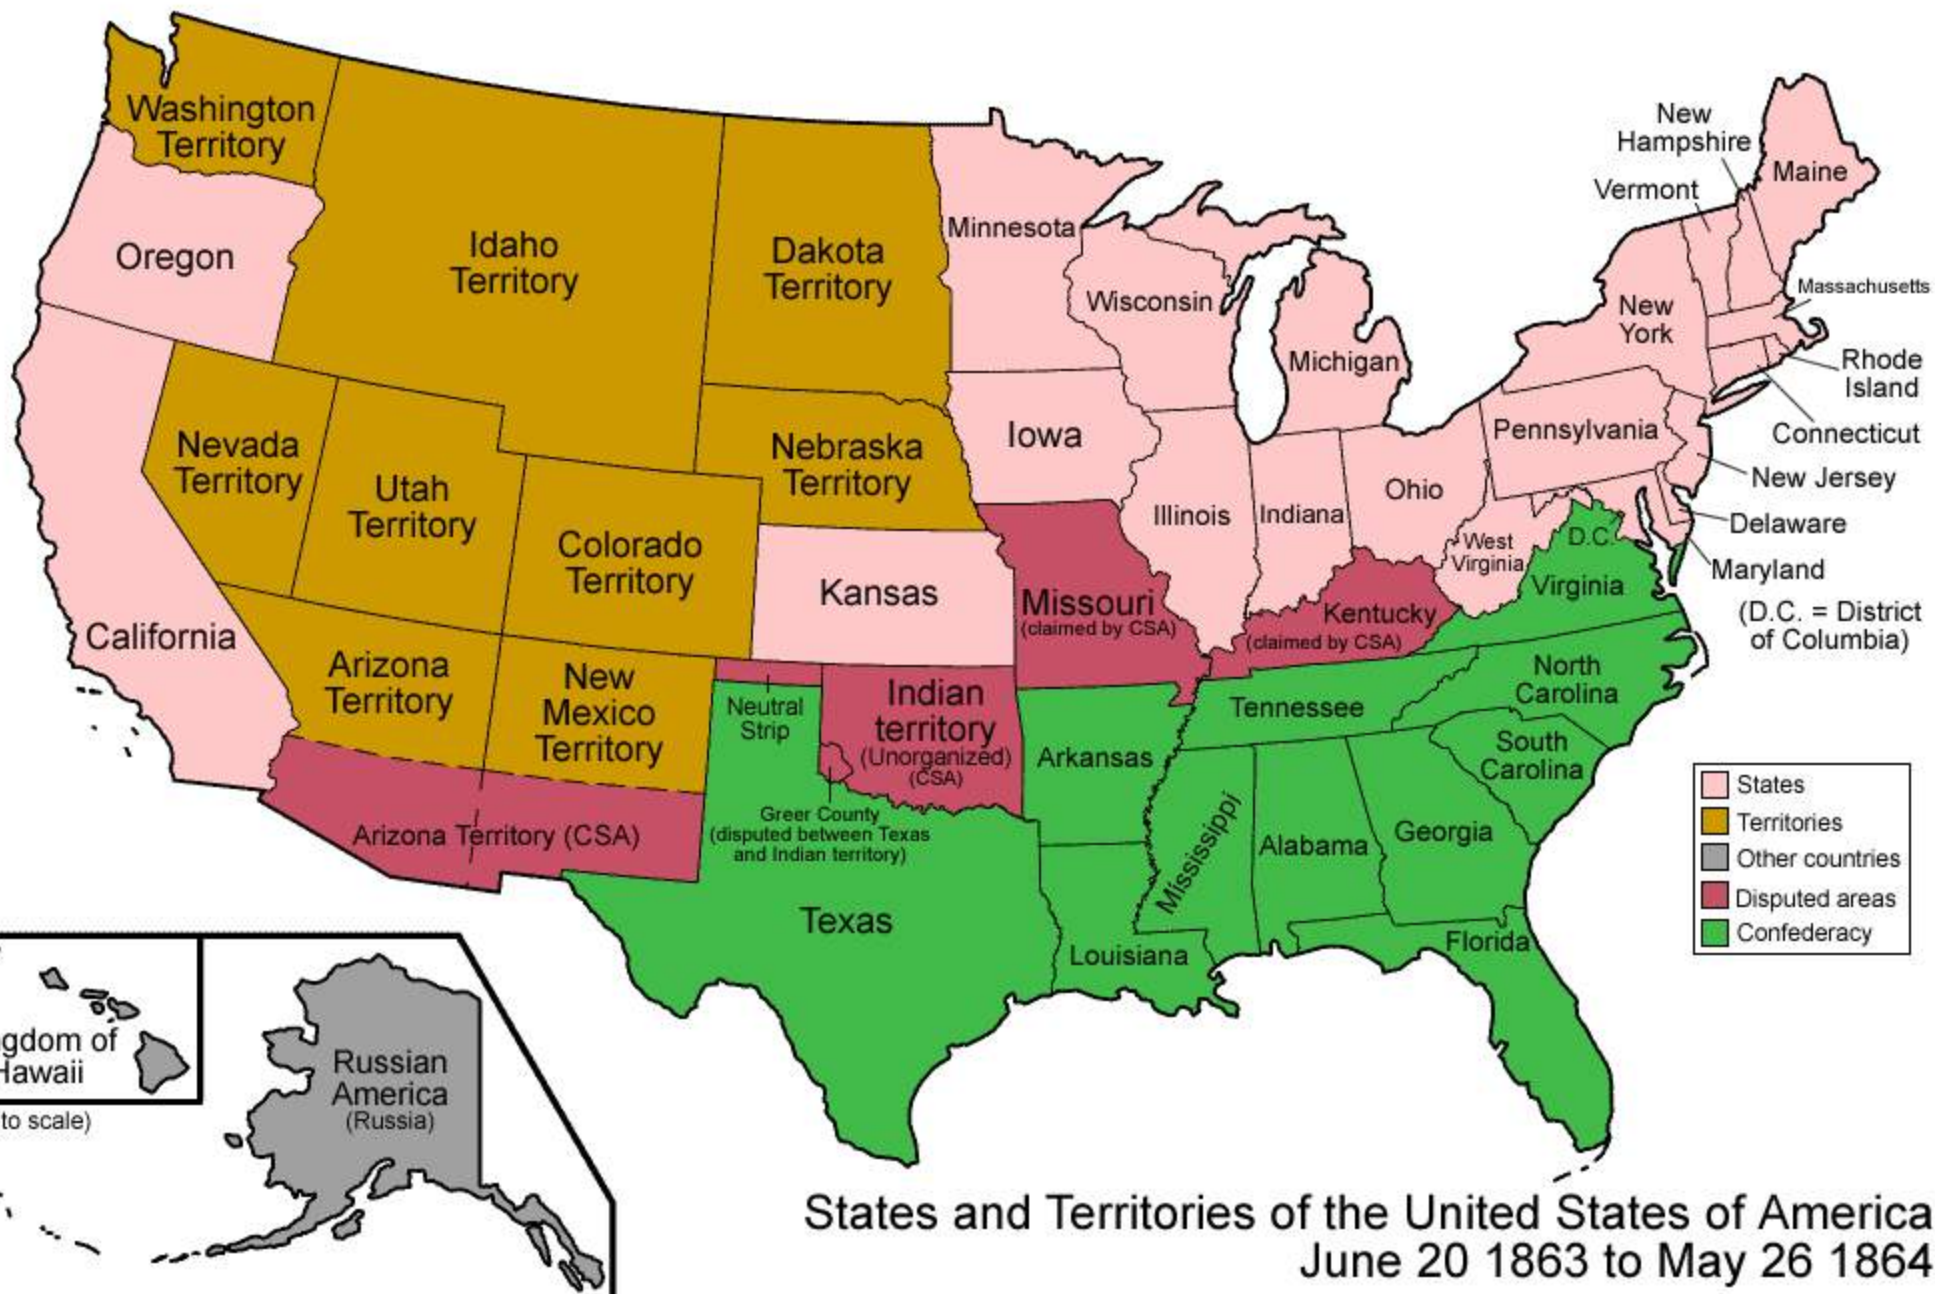 Washington
Territory
Oregon
Idaho
Territory
Dakota
Territory
Minnesota
Wisconsin
Michigan
New
Hampshire
Vermont
Maine
Massachusetts
New
York
Rhode
Island
Connecticut
Pennsylvania
New Jersey
Delaware
Maryland
(D.C. = District
of Columbia)
Nevada
Territory
Utah
Territory
Colorado
Territory
Nebraska
Territory
Iowa
Illinois
Indiana
Ohio
West
Virginia
D.C.
Virginia
California
Kansas
Missouri
(claimed by CSA)
Kentucky
(claimed by CSA)
Arizona
Territory
New
Mexico
Territory
Neutral
Strip
Indian
territory
(Unorganized)
(CSA)
Arkansas
Tennessee
North
Carolina
South
Carolina
Arizona Territory (CSA)
Greer County
(disputed between Texas
and Indian territory)
Mississippi
Alabama
Georgia
Texas
Louisiana
Florida
States
Territories
Other countries
Disputed areas
Confederacy
gdom of
Hawaii
to scale)
Russian
America
(Russia)
States and Territories of the United States of America
June 20 1863 to May 26 1864